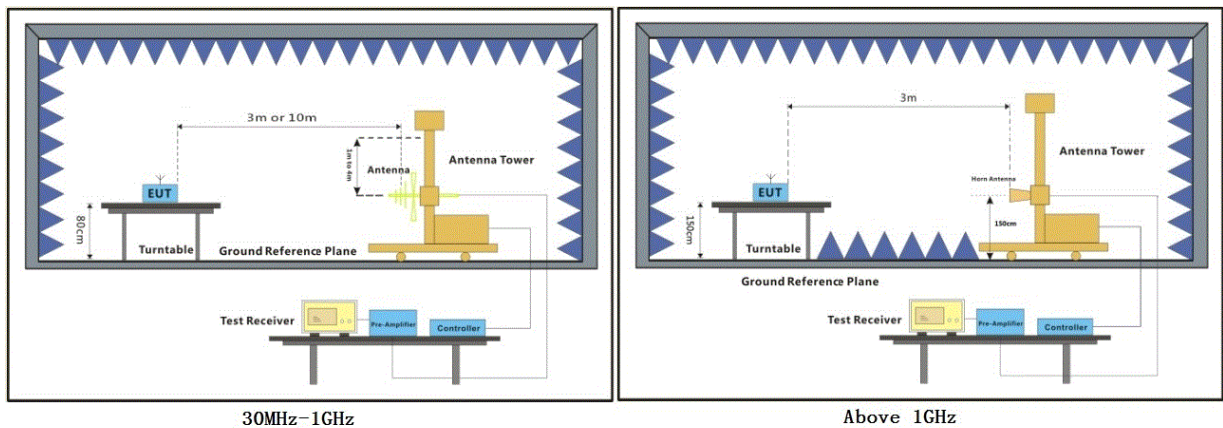 3m or 10m
1m to 4m
Antenna
Antenna Tower
EUT
80cm
Turntable
Ground Reference Plane
Test Receiver
Pre-Amplifier
Controller
30MHz-1GHz
3m
Horn Antenna
Antenna Tower
EUT
150cm
150cm
Turntable
Ground Reference Plane
Test Receiver
Pre-Amplifier
Controller
Above 1GHz